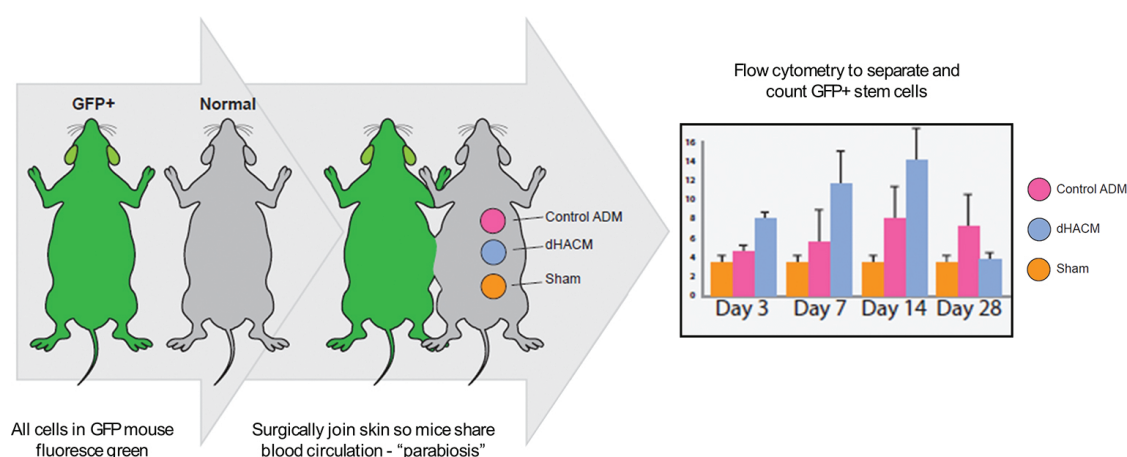 GFP+
Normal
Control ADM
dHACM
Sham
All cells in GFP mouse
fluoresce green
Surgically join skin so mice share
blood circulation - “parabiosis”
Flow cytometry to separate and
count GFP+ stem cells
16
14
12
10
8
6
4
2
0
Day 3
Day 7
Day 14
Day 28
Control ADM
dHACM
Sham